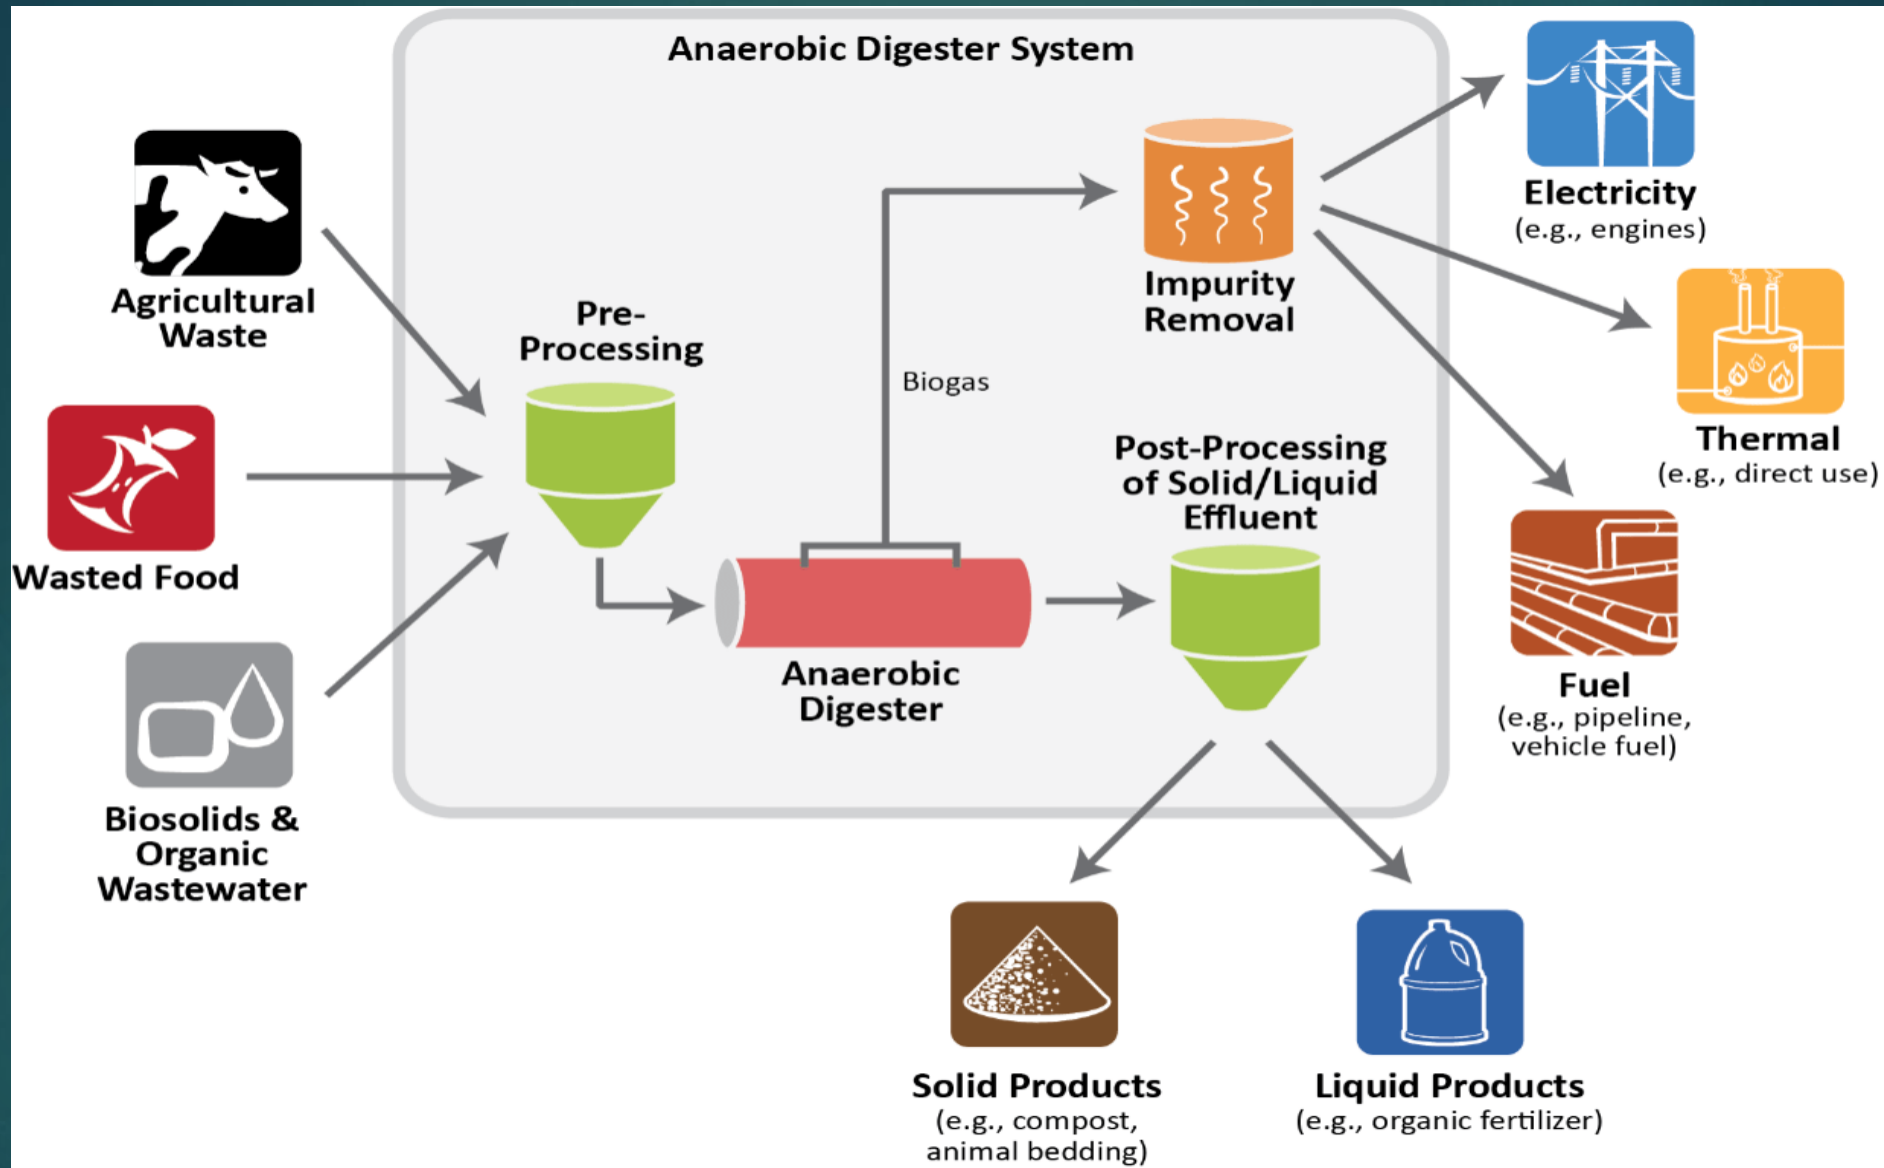 Anaerobic Digester System
Agricultural
Waste
Wasted Food
Biosolids &
Organic
Wastewater
Pre-
Processing
Biogas
Anaerobic
Digester
Impurity
Removal
Post-Processing
of Solid/Liquid
Effluent
Electricity
(e.g., engines)
Thermal
(e.g., direct use)
Fuel
(e.g., pipeline,
vehicle fuel)
Solid Products
(e.g., compost,
animal bedding)
Liquid Products
(e.g., organic fertilizer)